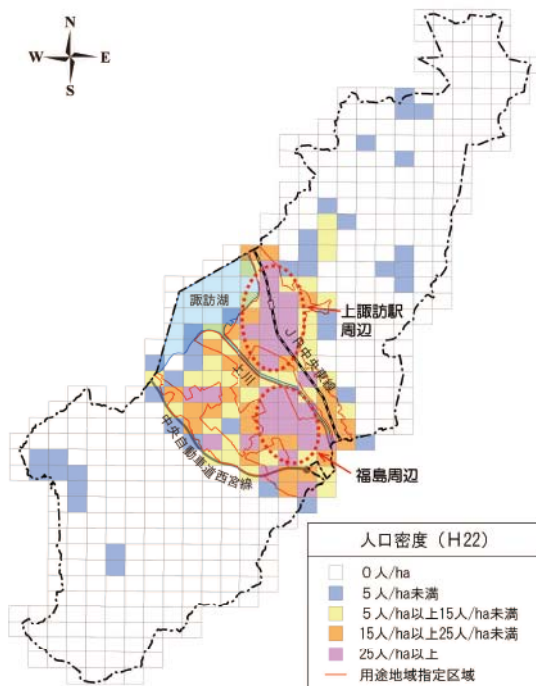 N
W
E
S
諏訪湖
上諏訪駅
周辺
JR中央東線
上川
中央自動車道西宮線
福島周辺
人口密度（H22）
0人/ha
5人/ha未満
5人/ha以上15人/ha未満
15人/ha以上25人/ha未満
25人/ha以上
用途地域指定区域